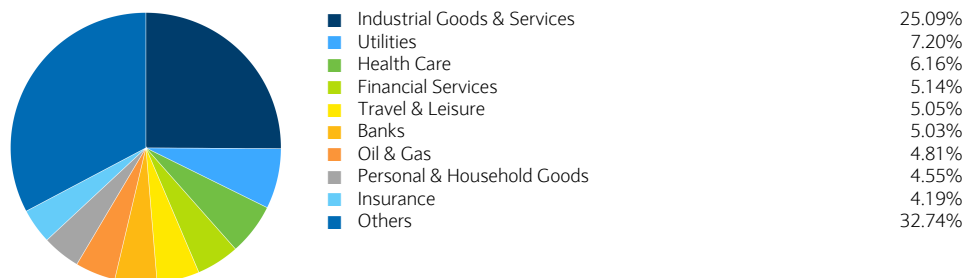 Industrial Goods & Services 25.09%
Utilities 7.20%
Health Care 6.16%
Financial Services 5.14%
Travel & Leisure 5.05%
Banks 5.03%
Oil & Gas 4.81%
Personal & Household Goods 4.55%
Insurance 4.19%
Others 32.74%